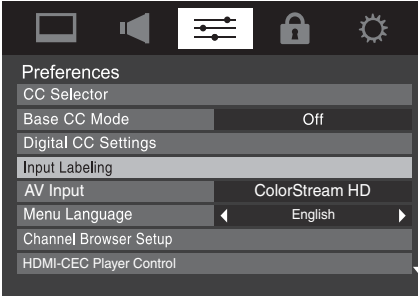 Preferences
CC Selector
Base CC Mode Off
Digital CC Settings
Input Labeling
AV Input ColorStream HD
Menu Language English
Channel Browser Setup
HDMI-CEC Player Control